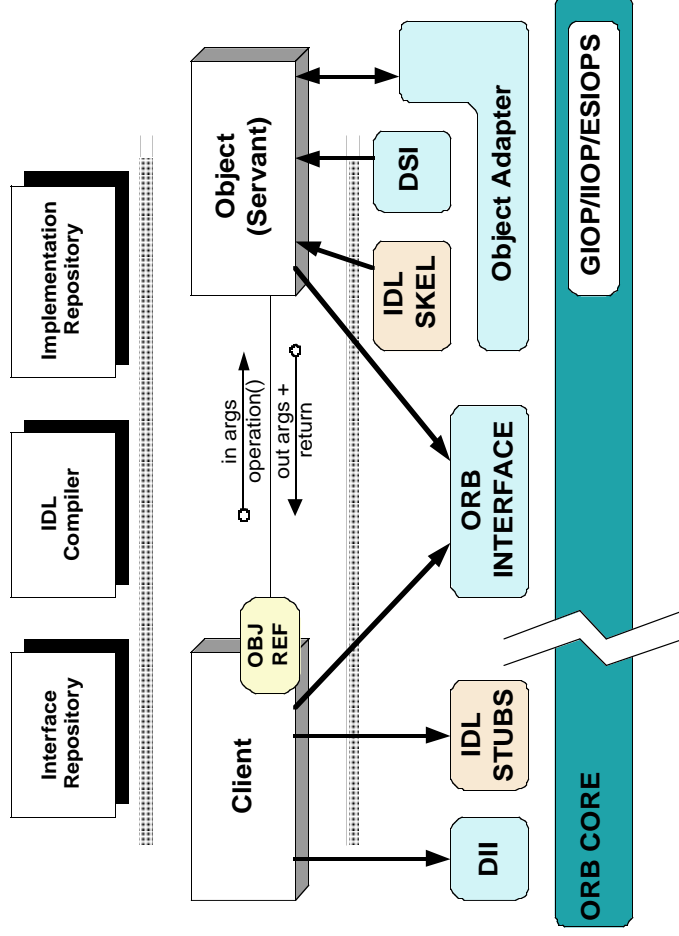 Interface
Repository
IDL
Compiler
Implementation
Repository
Client
OBJ
REF
in args
operation()
out args +
return
Object
(Servant)
DII
IDL
STUBS
ORB
INTERFACE
IDL
SKEL
DSI
Object Adapter
ORB CORE
GIOP/IIOP/ESIOPS